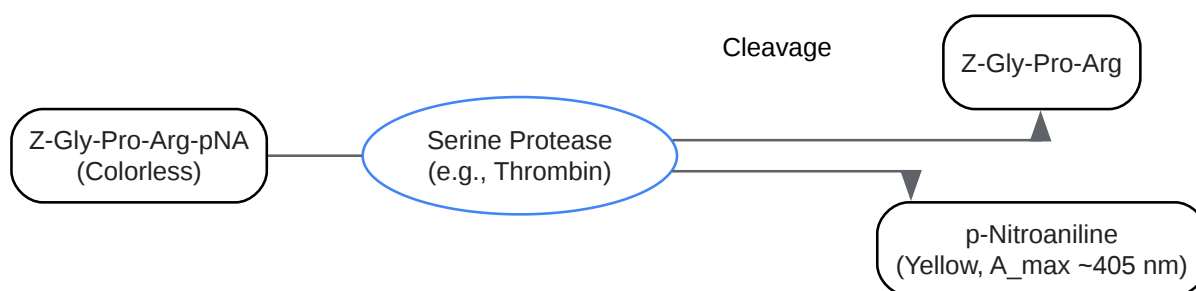 Cleavage
Z-Gly-Pro-Arg
Z-Gly-Pro-Arg-pNA
(Colorless)
Serine Protease
(e.g., Thrombin)
p-Nitroaniline
(Yellow, A_max ~405 nm)